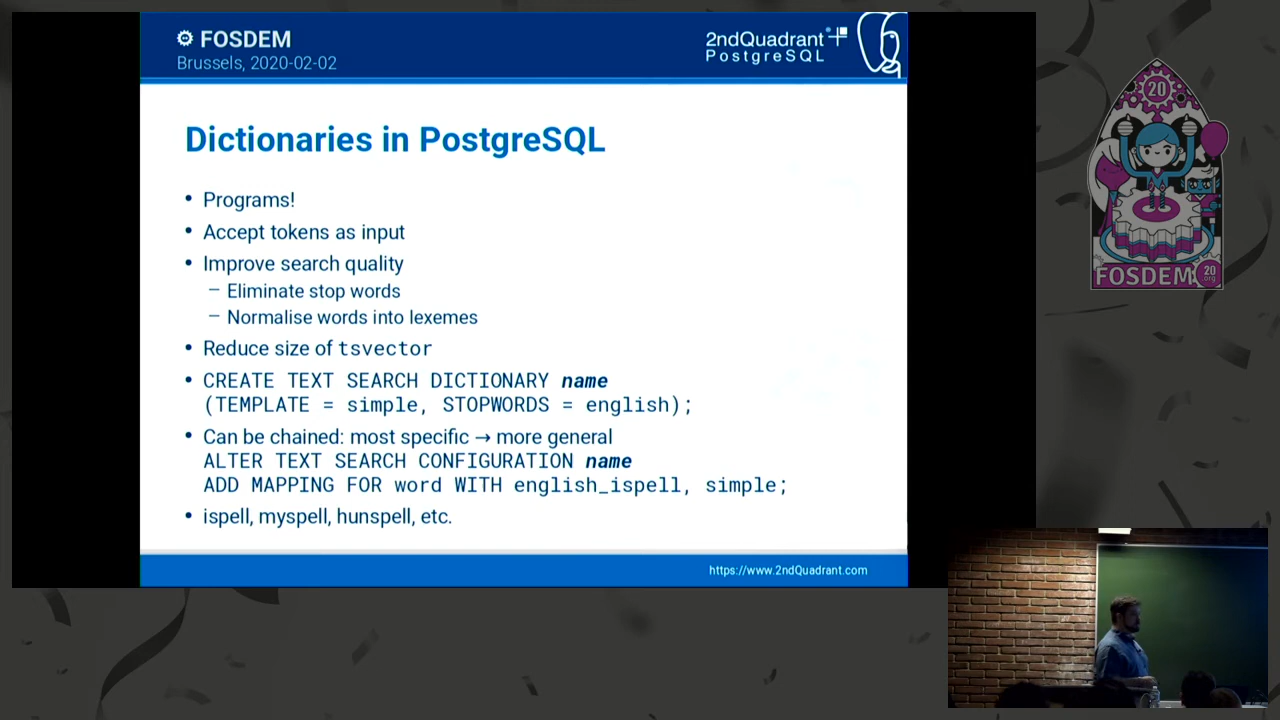 FOSDEM
Brussels, 2020-02-02
2ndQuadrant
PostgreSQL
Dictionaries in PostgreSQL
• Programs!
• Accept tokens as input
• Improve search quality
– Eliminate stop words
– Normalise words into lexemes
• Reduce size of tsvector
• CREATE TEXT SEARCH DICTIONARY name
(TEMPLATE = simple, STOPWORDS = english);
• Can be chained: most specific → more general
ALTER TEXT SEARCH CONFIGURATION name
ADD MAPPING FOR word WITH english_ispell, simple;
• ispell, myspell, hunspell, etc.
https://www.2ndQuadrant.com
20
FOSDEM
20
.org